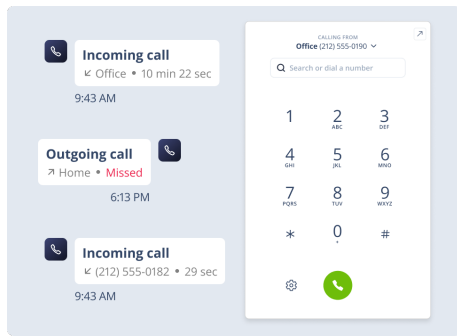 Incoming call
Office • 10 min 22 sec
9:43 AM
Outgoing call
Home • Missed
6:13 PM
Incoming call
(212) 555-0182 • 29 sec
9:43 AM
CALLING FROM
Office (212) 555-0190
Search or dial a number
1 2 3
ABC DEF
4 5 6
GHI JKL MNO
7 8 9
PQRS TUV WXYZ
* 0 #
+